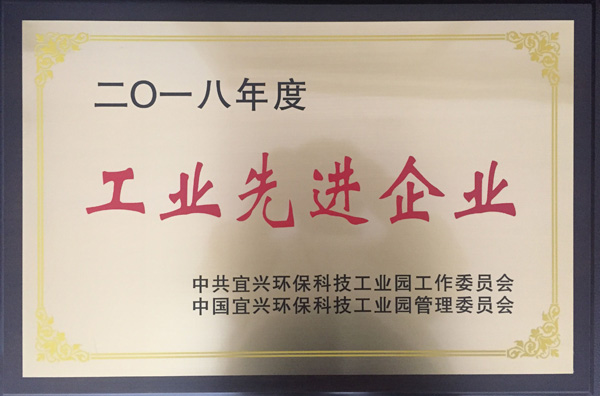 二〇一八年度
工业先进企业
中共宜兴环保科技工业园工作委员会
中国宜兴环保科技工业园管理委员会